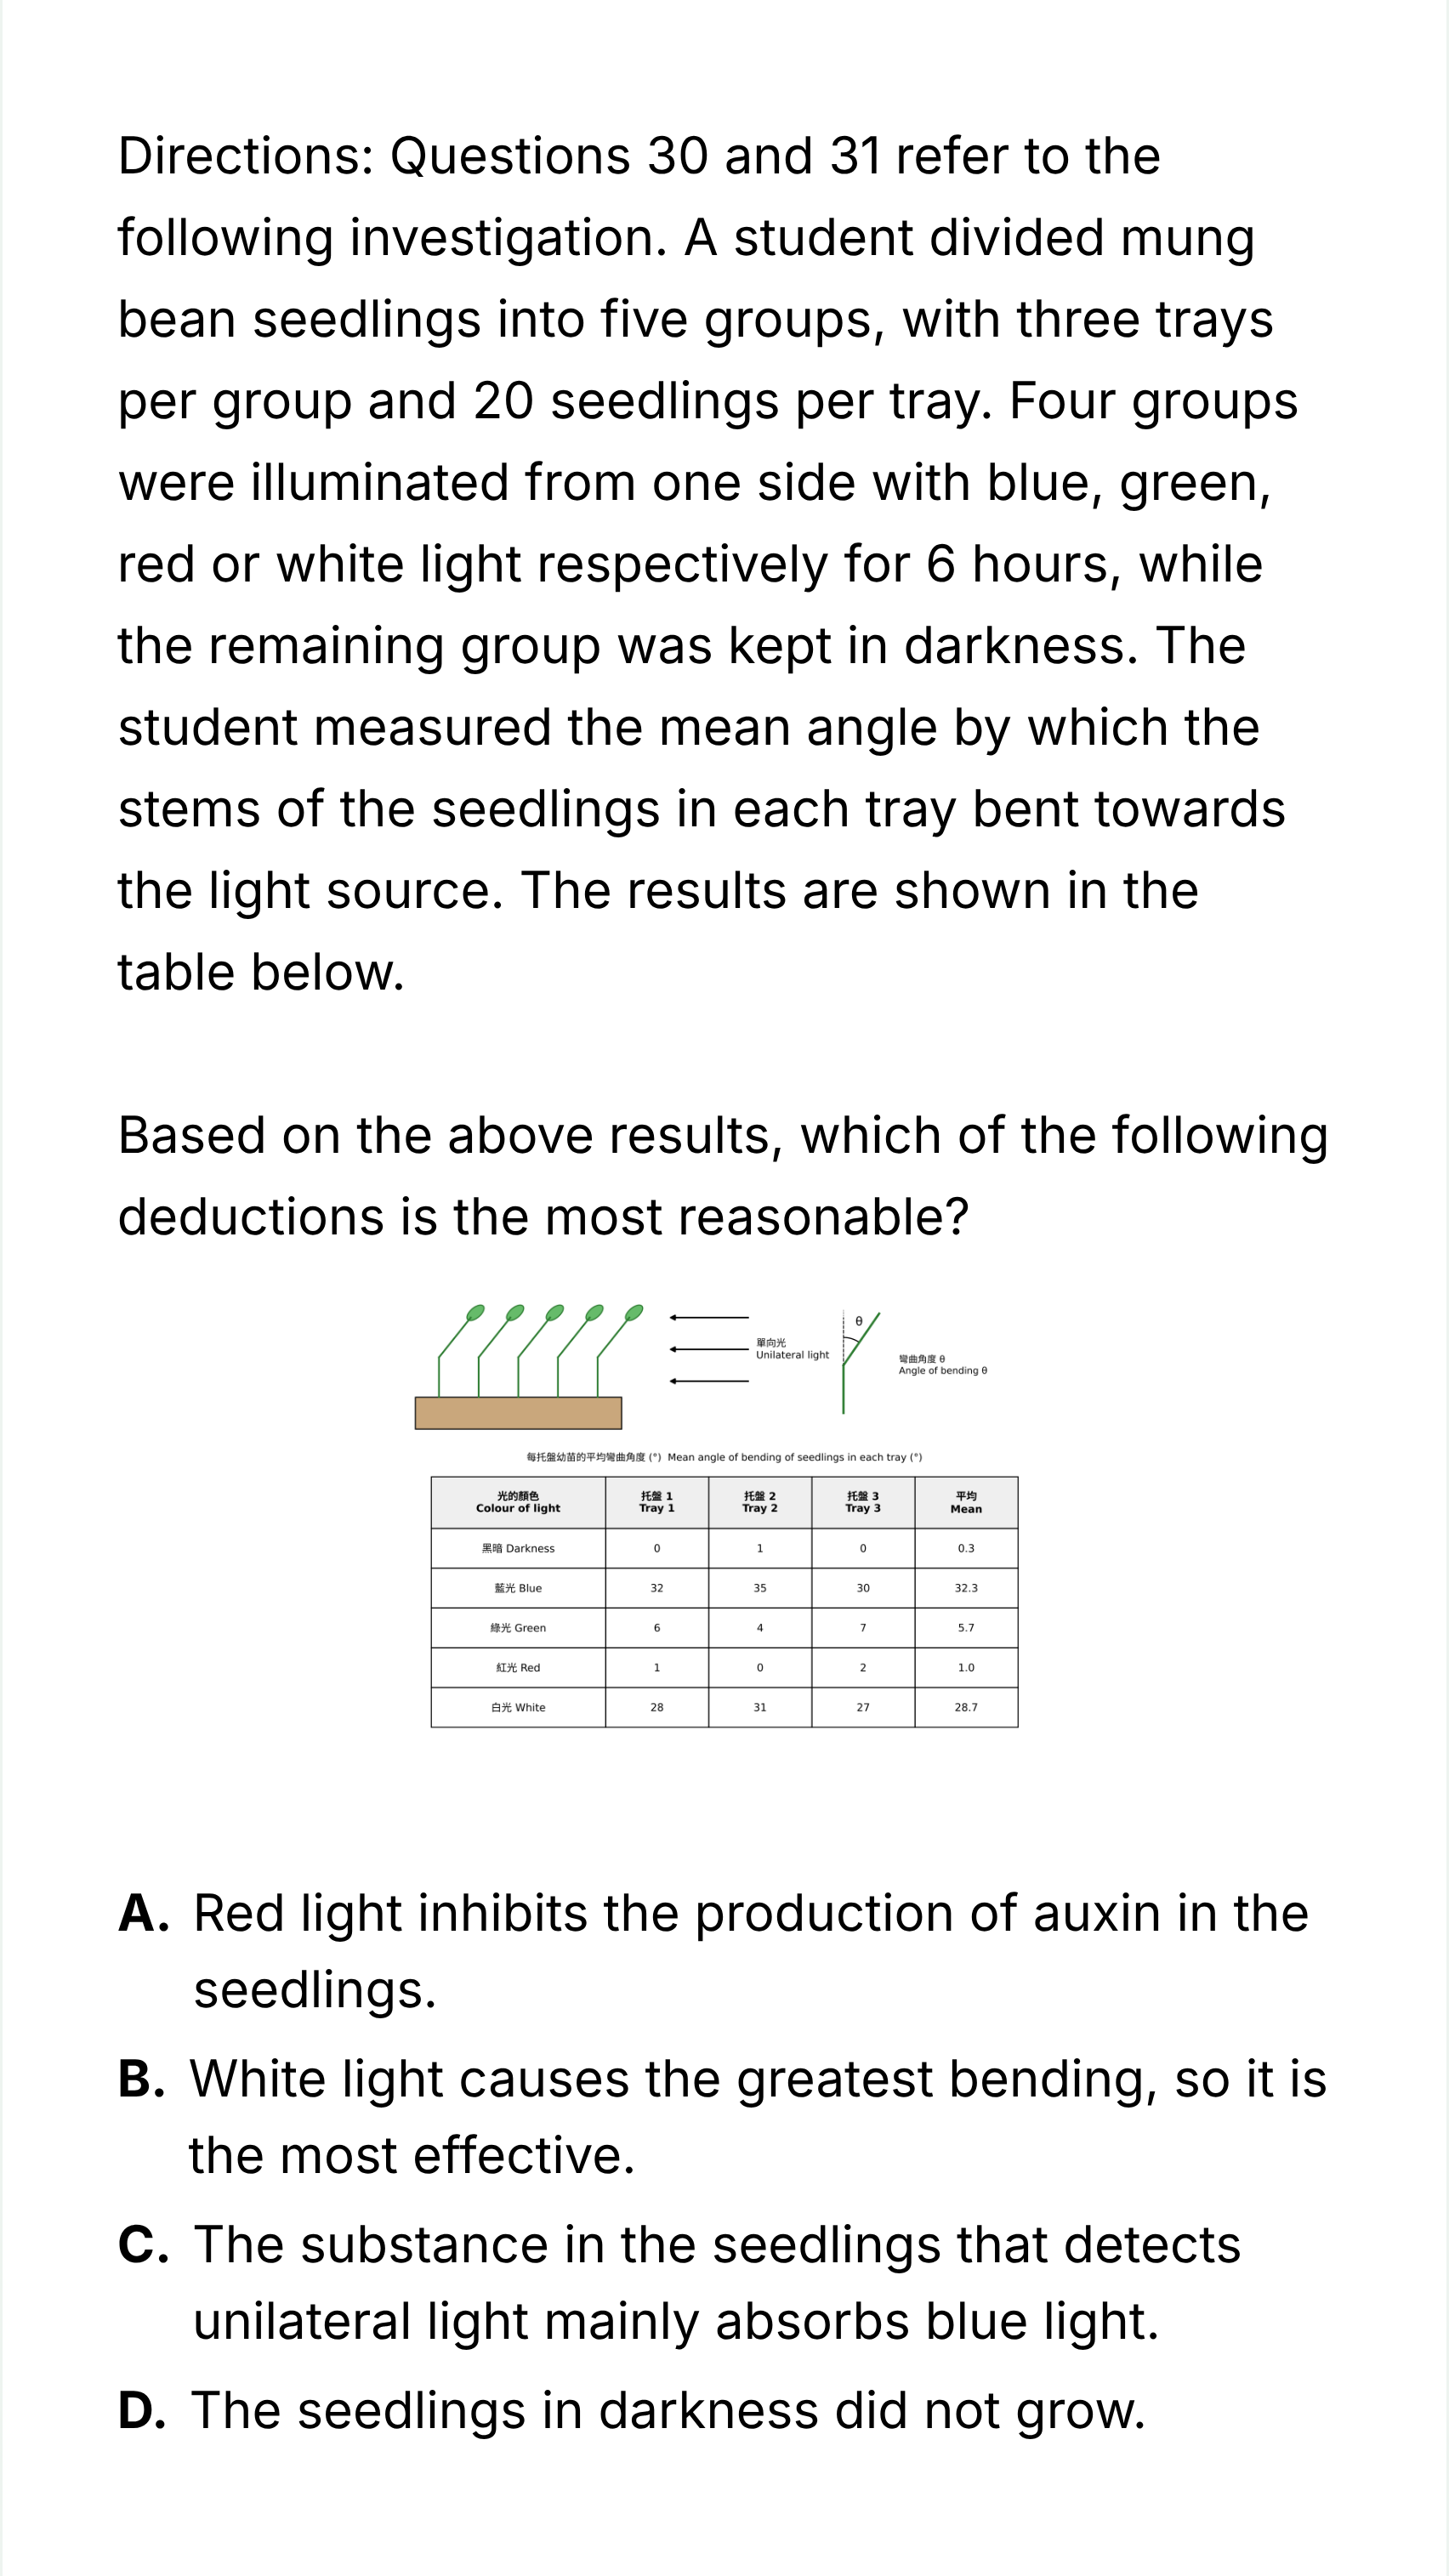 Directions: Questions 30 and 31 refer to the
following investigation. A student divided mung
bean seedlings into five groups, with three trays
per group and 20 seedlings per tray. Four groups
were illuminated from one side with blue, green,
red or white light respectively for 6 hours, while
the remaining group was kept in darkness. The
student measured the mean angle by which the
stems of the seedlings in each tray bent towards
the light source. The results are shown in the
table below.
Based on the above results, which of the following
deductions is the most reasonable?
單向光
Unilateral light
θ
彎曲角度 θ
Angle of bending θ
每托盤幼苗的平均彎曲角度 (°)  Mean angle of bending of seedlings in each tray (°)
光的顏色 托盤 1 托盤 2 托盤 3 平均
Colour of light Tray 1 Tray 2 Tray 3 Mean
黑暗 Darkness 0 1 0 0.3
藍光 Blue 32 35 30 32.3
綠光 Green 6 4 7 5.7
紅光 Red 1 0 2 1.0
白光 White 28 31 27 28.7
A. Red light inhibits the production of auxin in the
seedlings.
B. White light causes the greatest bending, so it is
the most effective.
C. The substance in the seedlings that detects
unilateral light mainly absorbs blue light.
D. The seedlings in darkness did not grow.